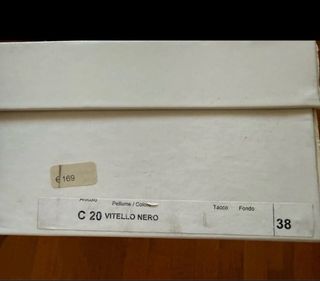 € 169
Pellame / Colore Tacco Fondo
C 20 VITELLO NERO 38